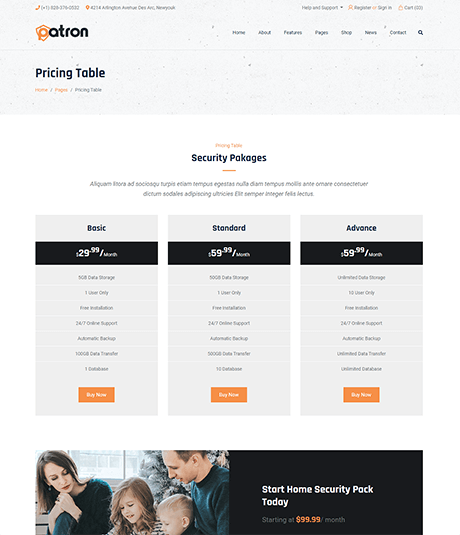 (+1) 828-376-0532 4214 Arlington Avenue Des Arc, Newyouk Help and Support Register or Sign In Cart (03)
patron Home About Features Pages Shop News Contact
Pricing Table
Home / Pages / Pricing Table
Pricing Table
Security Pakages
Aliquam litora ad sociosqu turpis etiam tempus egestas nulla diam tempus mollis ante ornare consectetuer
dictum sodales adipiscing ultricies Elit semper Integer felis lectus.
Basic
$29.99/Month
5GB Data Storage
1 User Only
Free Installation
24/7 Online Support
Automatic Backup
100GB Data Transfer
1 Database
Buy Now
Standard
$59.99/Month
50GB Data Storage
1 User Only
Free Installation
24/7 Online Support
Automatic Backup
500GB Data Transfer
10 Database
Buy Now
Advance
$59.99/Month
Unlimited Data Storage
10 User Only
Free Installation
24/7 Online Support
Automatic Backup
Unlimited Data Transfer
Unlimited Database
Buy Now
Start Home Security Pack
Today
Starting at $99.99/ month